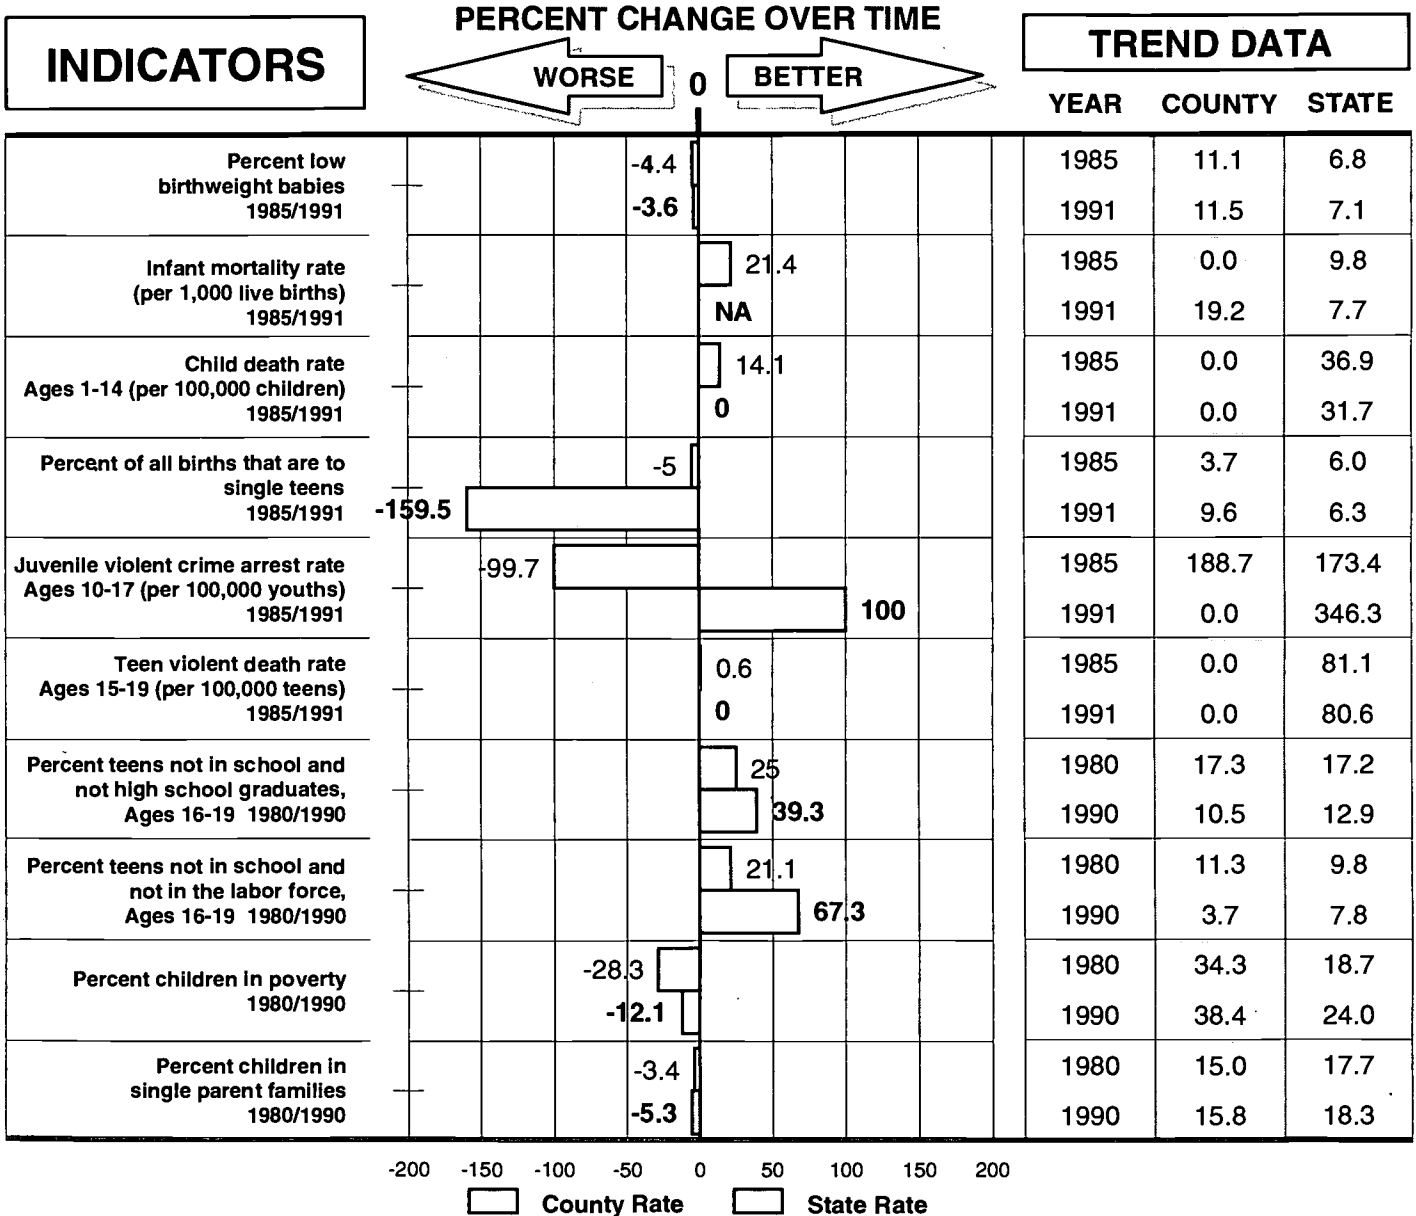 PERCENT CHANGE OVER TIME
INDICATORS
WORSE 0 BETTER
TREND DATA
YEAR COUNTY STATE
Percent low
birthweight babies
1985/1991
-4.4
-3.6
1985 11.1 6.8
1991 11.5 7.1
Infant mortality rate
(per 1,000 live births)
1985/1991
21.4
NA
1985 0.0 9.8
1991 19.2 7.7
Child death rate
Ages 1-14 (per 100,000 children)
1985/1991
14.1
0
1985 0.0 36.9
1991 0.0 31.7
Percent of all births that are to
single teens
1985/1991
-5
-159.5
1985 3.7 6.0
1991 9.6 6.3
Juvenile violent crime arrest rate
Ages 10-17 (per 100,000 youths)
1985/1991
-99.7
100
1985 188.7 173.4
1991 0.0 346.3
Teen violent death rate
Ages 15-19 (per 100,000 teens)
1985/1991
0.6
0
1985 0.0 81.1
1991 0.0 80.6
Percent teens not in school and
not high school graduates,
Ages 16-19 1980/1990
25
39.3
1980 17.3 17.2
1990 10.5 12.9
Percent teens not in school and
not in the labor force,
Ages 16-19 1980/1990
21.1
67.3
1980 11.3 9.8
1990 3.7 7.8
Percent children in poverty
1980/1990
-28.3
-12.1
1980 34.3 18.7
1990 38.4 24.0
Percent children in
single parent families
1980/1990
-3.4
-5.3
1980 15.0 17.7
1990 15.8 18.3
-200 -150 -100 -50 0 50 100 150 200
County Rate State Rate